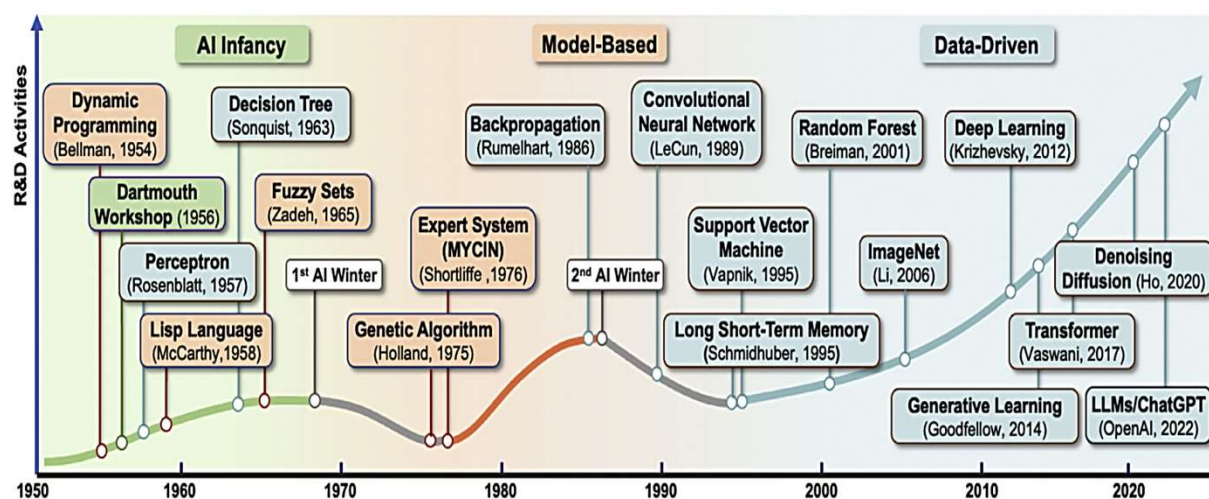 AI Infancy
Model-Based
Data-Driven
R&D Activities
Dynamic
Programming
(Bellman, 1954)
Decision Tree
(Sonquist, 1963)
Backpropagation
(Rumelhart, 1986)
Convolutional
Neural Network
(LeCun, 1989)
Random Forest
(Breiman, 2001)
Deep Learning
(Krizhevsky, 2012)
Dartmouth
Workshop (1956)
Fuzzy Sets
(Zadeh, 1965)
Expert System
(MYCIN)
(Shortliffe ,1976)
Support Vector
Machine
(Vapnik, 1995)
ImageNet
(Li, 2006)
Denoising
Diffusion (Ho, 2020)
Perceptron
(Rosenblatt, 1957)
1st AI Winter
2nd AI Winter
Lisp Language
(McCarthy,1958)
Genetic Algorithm
(Holland, 1975)
Long Short-Term Memory
(Schmidhuber, 1995)
Transformer
(Vaswani, 2017)
Generative Learning
(Goodfellow, 2014)
LLMs/ChatGPT
(OpenAI, 2022)
1950 1960 1970 1980 1990 2000 2010 2020